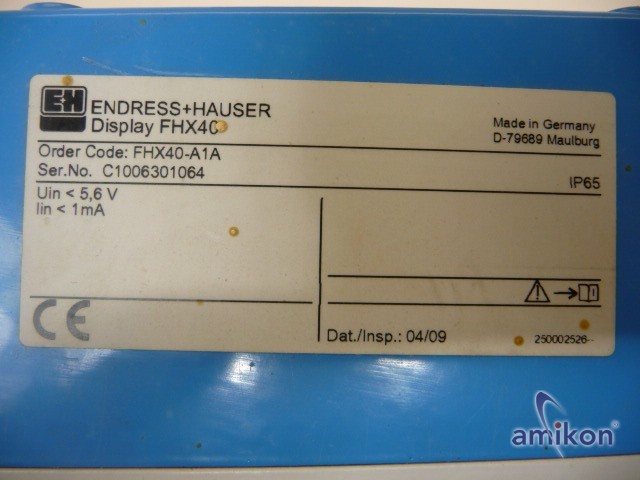 E+H
ENDRESS+HAUSER
Display FHX40
Made in Germany
D-79689 Maulburg
Order Code: FHX40-A1A
Ser.No. C1006301064
IP65
Uin < 5,6 V
Iin < 1mA
CE
Dat./Insp.: 04/09
250002526--
amikon